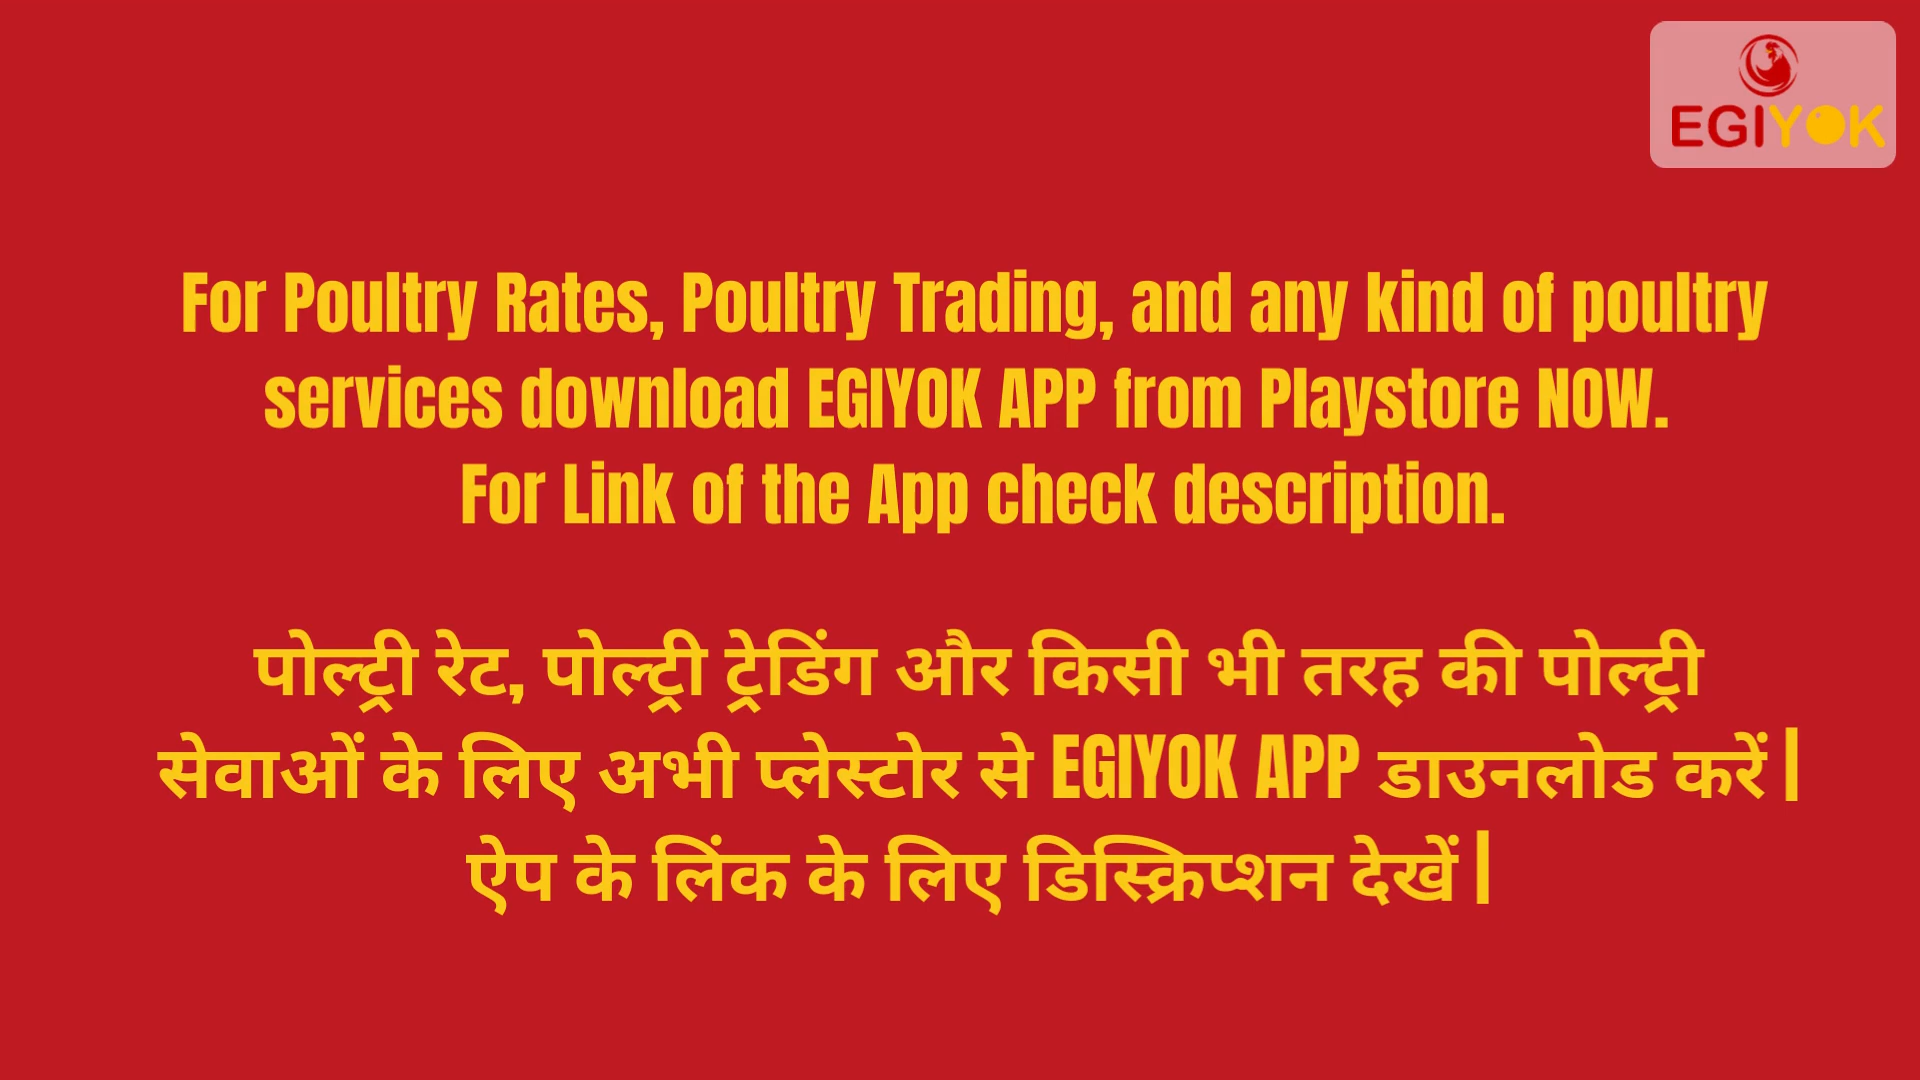 EGIYOK
For Poultry Rates, Poultry Trading, and any kind of poultry
services download EGIYOK APP from Playstore NOW.
For Link of the App check description.
पोल्ट्री रेट, पोल्ट्री ट्रेडिंग और किसी भी तरह की पोल्ट्री
सेवाओं के लिए अभी प्लेस्टोर से EGIYOK APP डाउनलोड करें|
ऐप के लिंक के लिए डिस्क्रिप्शन देखें|